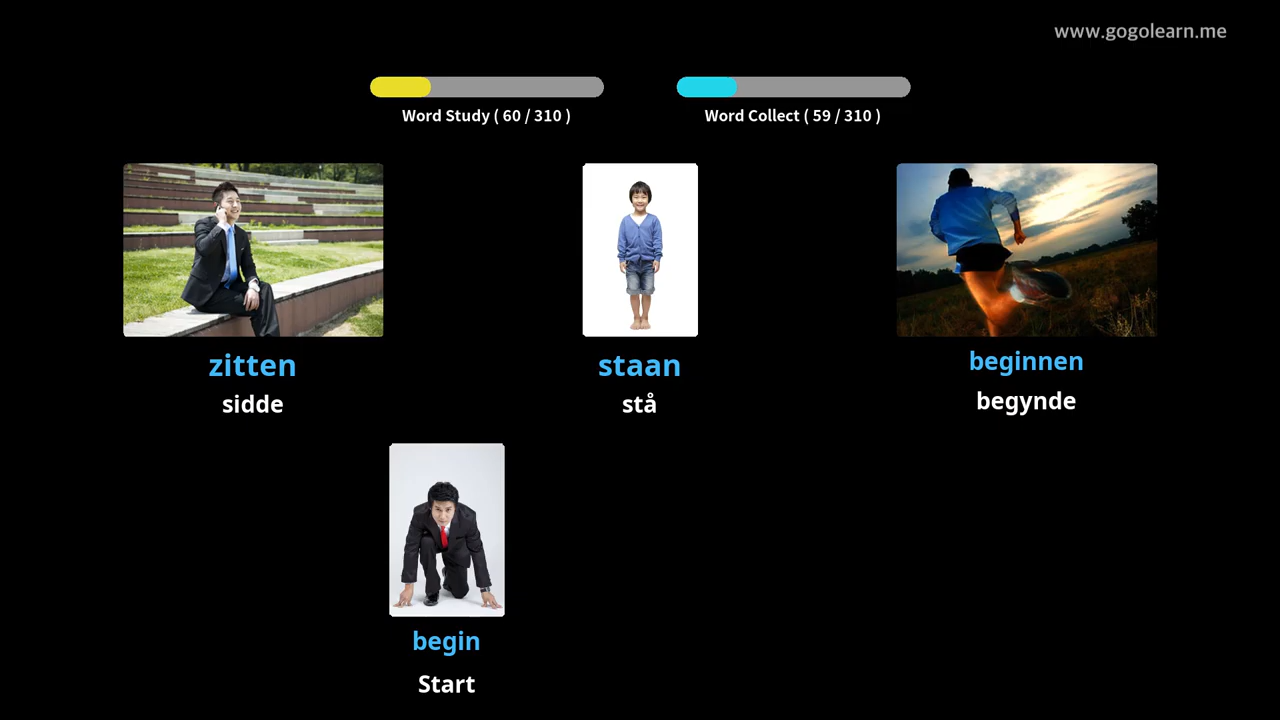 www.gogolearn.me
Word Study ( 60 / 310 )
Word Collect ( 59 / 310 )
zitten
sidde
staan
stå
beginnen
begynde
begin
Start